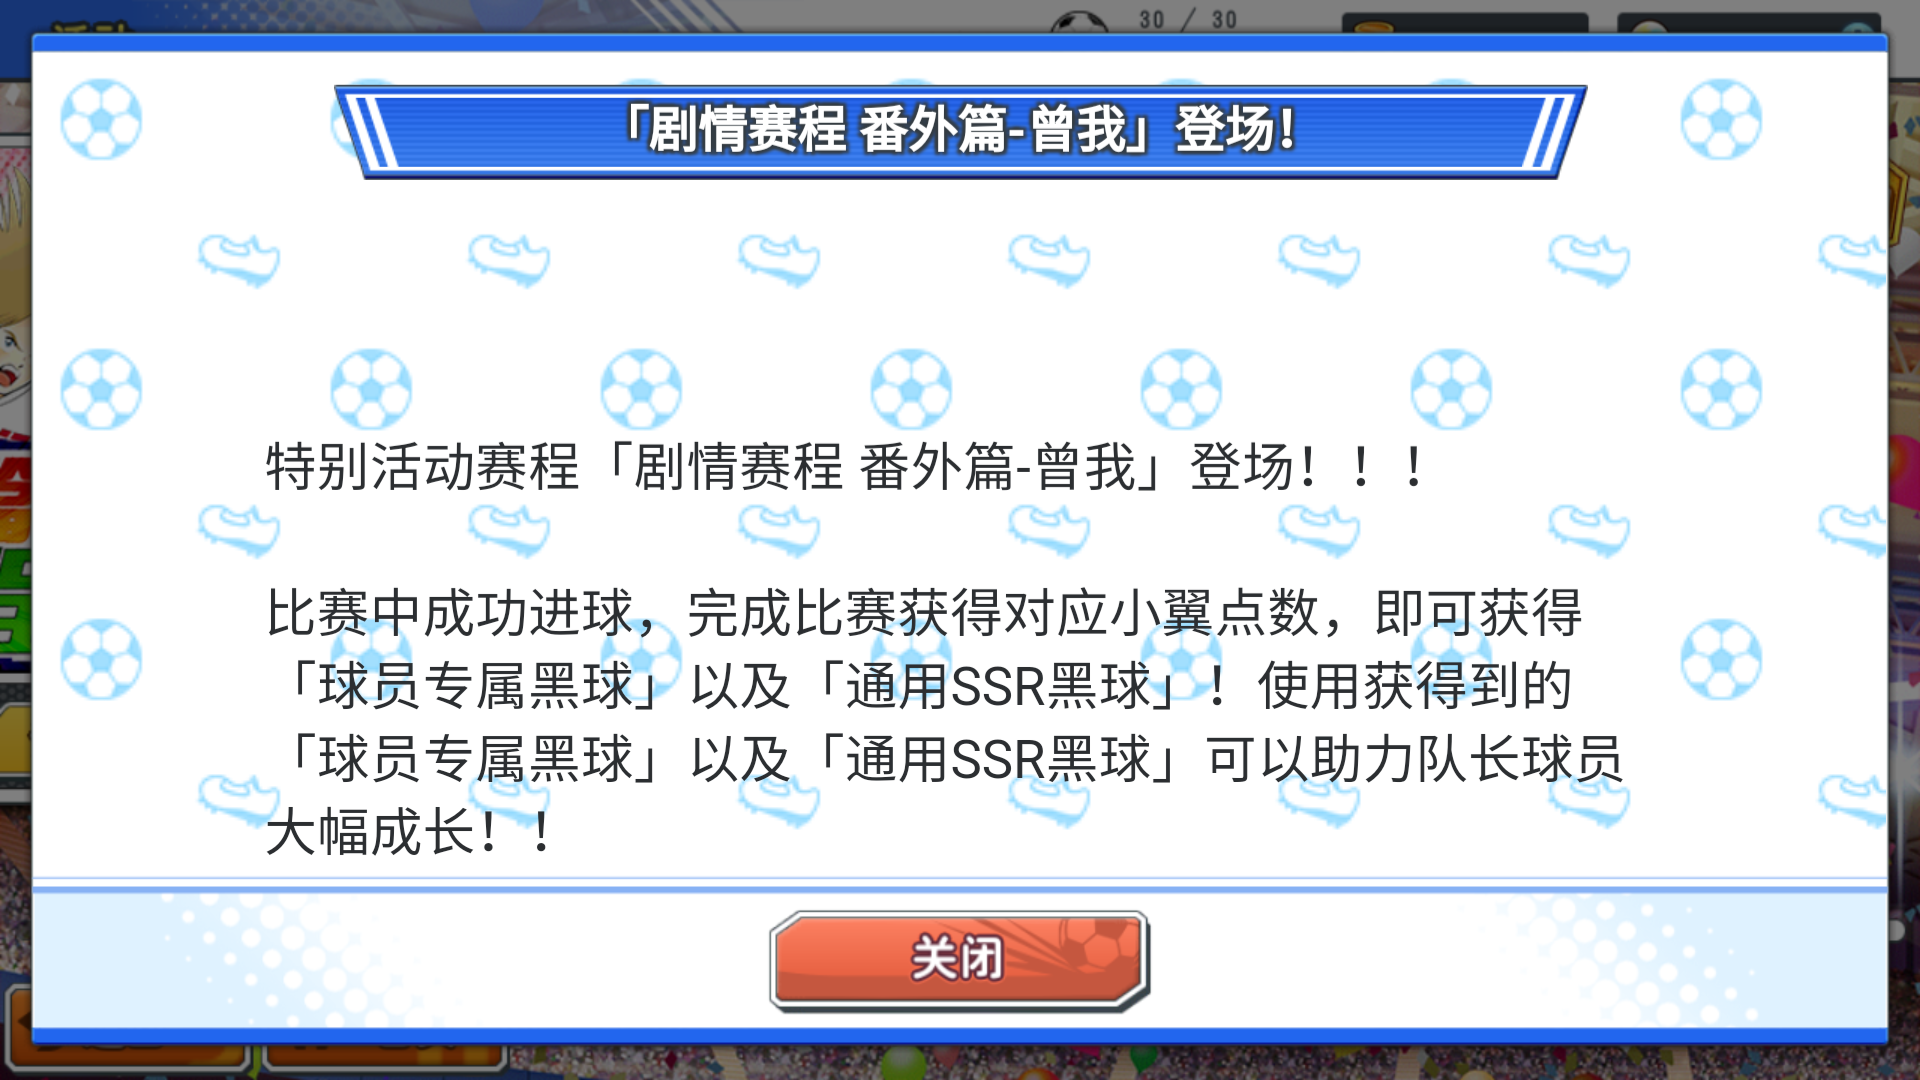 30 / 30
「剧情赛程 番外篇-曾我」登场！
特别活动赛程「剧情赛程 番外篇-曾我」登场！！！
比赛中成功进球，完成比赛获得对应小翼点数，即可获得
「球员专属黑球」以及「通用SSR黑球」！使用获得到的
「球员专属黑球」以及「通用SSR黑球」可以助力队长球员
大幅成长！！
关闭